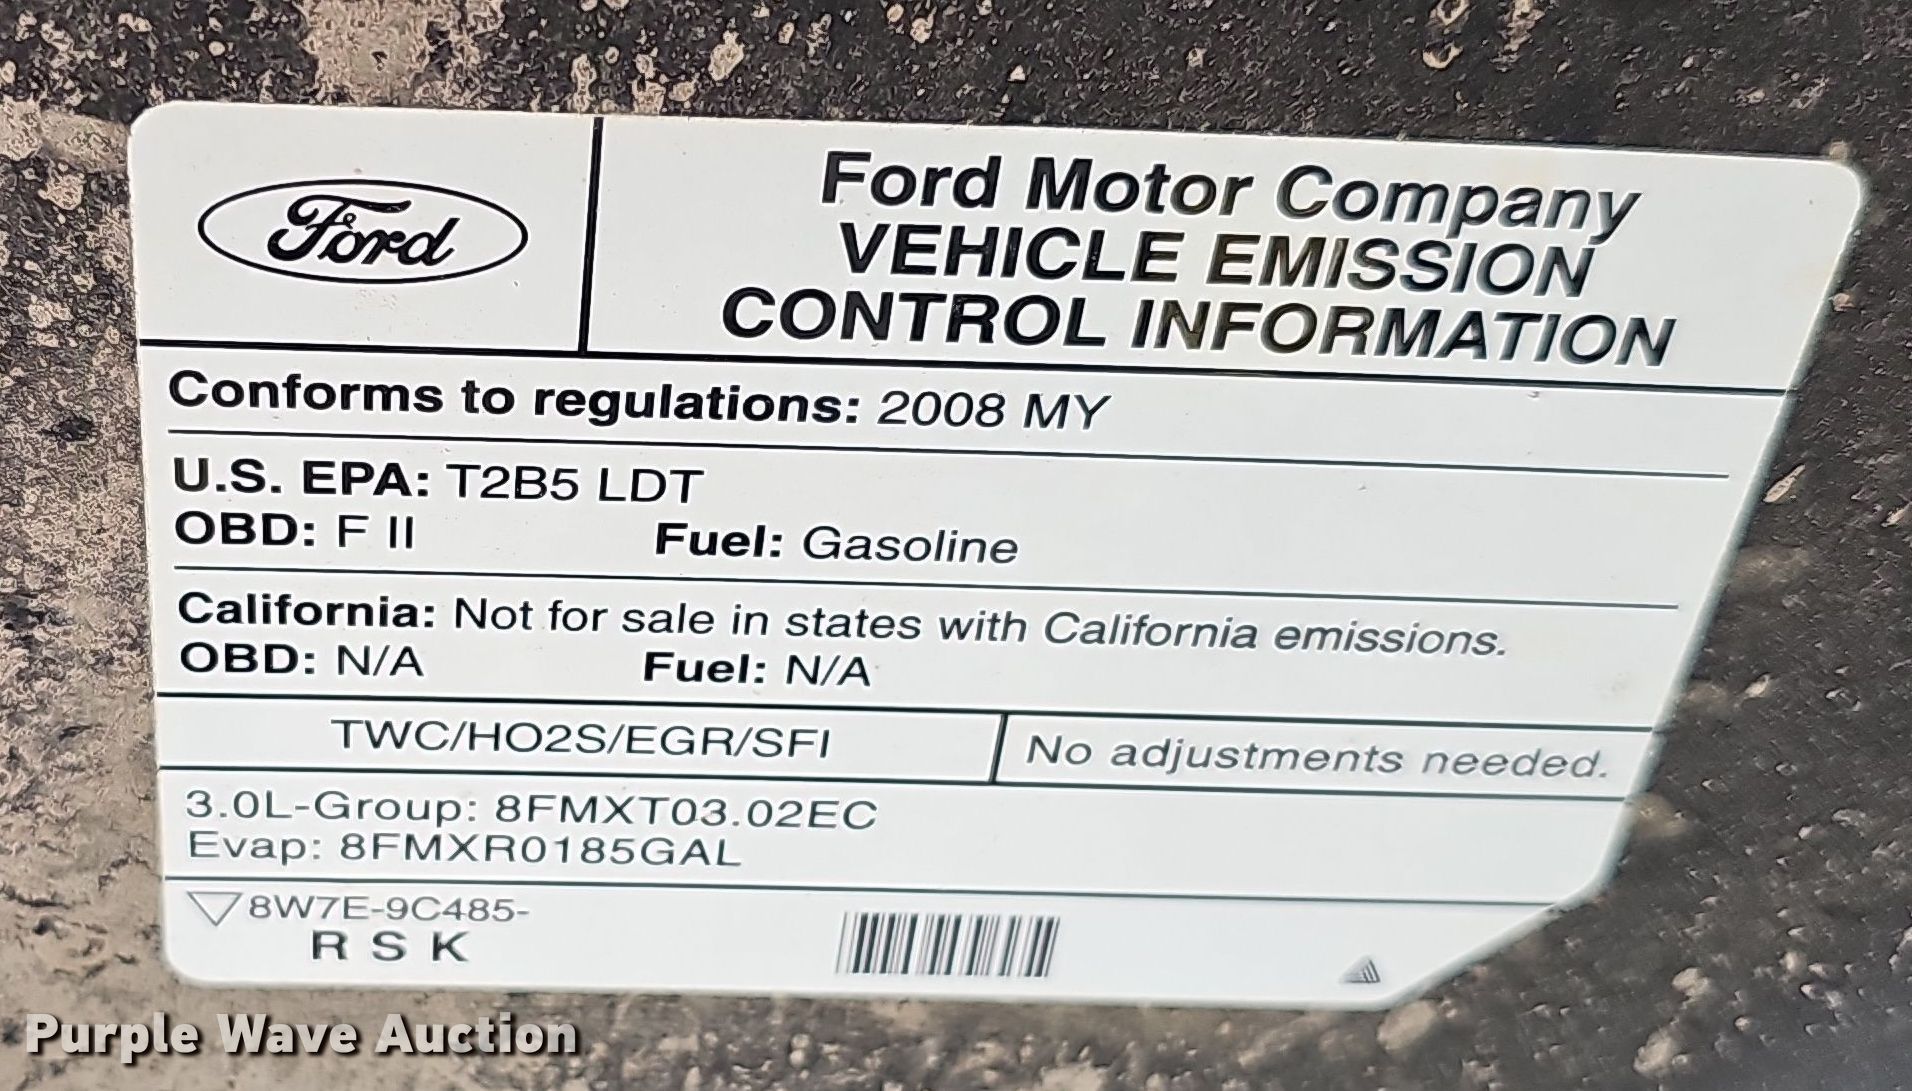 Ford
Ford Motor Company
VEHICLE EMISSION
CONTROL INFORMATION
Conforms to regulations: 2008 MY
U.S. EPA: T2B5 LDT
OBD: F II Fuel: Gasoline
California: Not for sale in states with California emissions.
OBD: N/A Fuel: N/A
TWC/HO2S/EGR/SFI
No adjustments needed.
3.0L-Group: 8FMXT03.02EC
Evap: 8FMXR0185GAL
8W7E-9C485-
R S K
Purple Wave Auction